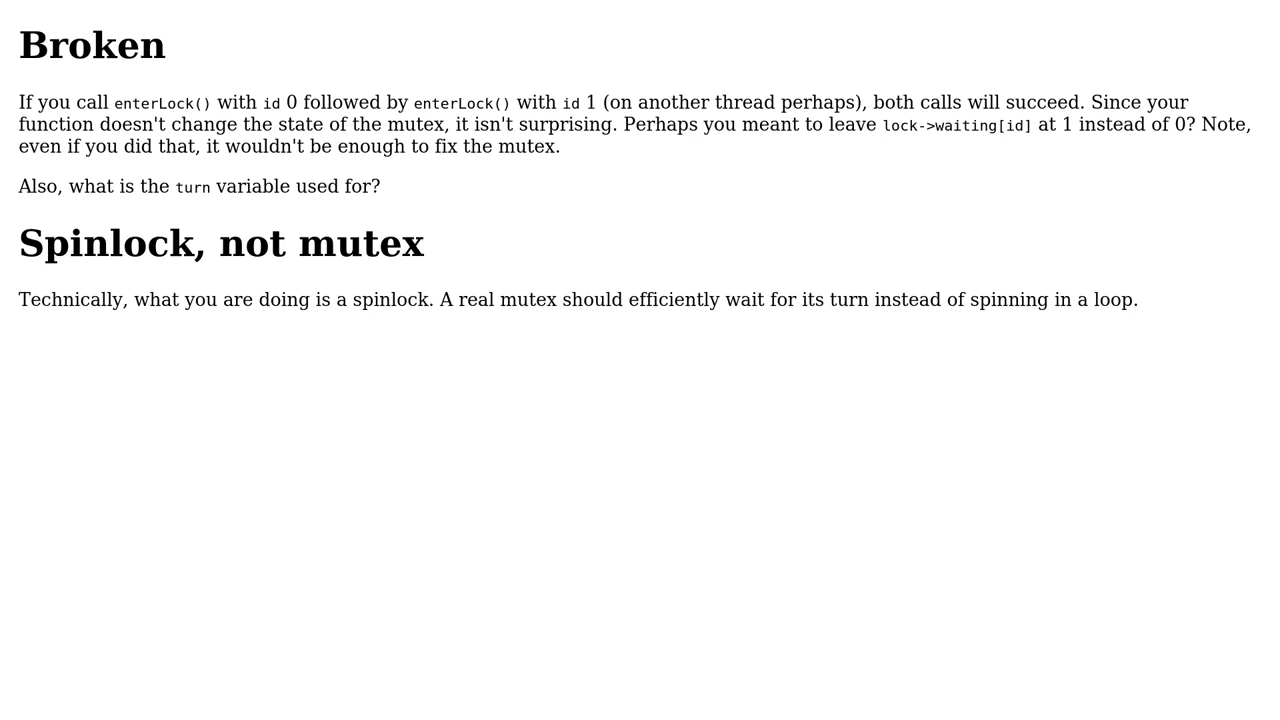 Broken
If you call enterLock() with id 0 followed by enterLock() with id 1 (on another thread perhaps), both calls will succeed. Since your
function doesn't change the state of the mutex, it isn't surprising. Perhaps you meant to leave lock->waiting[id] at 1 instead of 0? Note,
even if you did that, it wouldn't be enough to fix the mutex.
Also, what is the turn variable used for?
Spinlock, not mutex
Technically, what you are doing is a spinlock. A real mutex should efficiently wait for its turn instead of spinning in a loop.